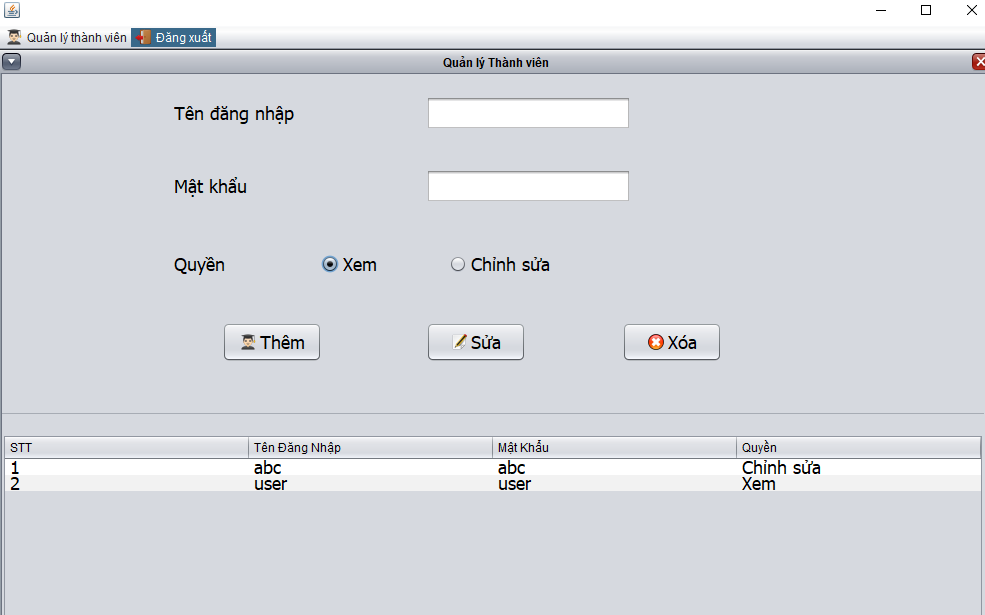 Quản lý thành viên Đăng xuất
Quản lý Thành viên
Tên đăng nhập
Mật khẩu
Quyền Xem Chỉnh sửa
Thêm Sửa Xóa
STT Tên Đăng Nhập Mật Khẩu Quyền
1 abc abc Chỉnh sửa
2 user user Xem